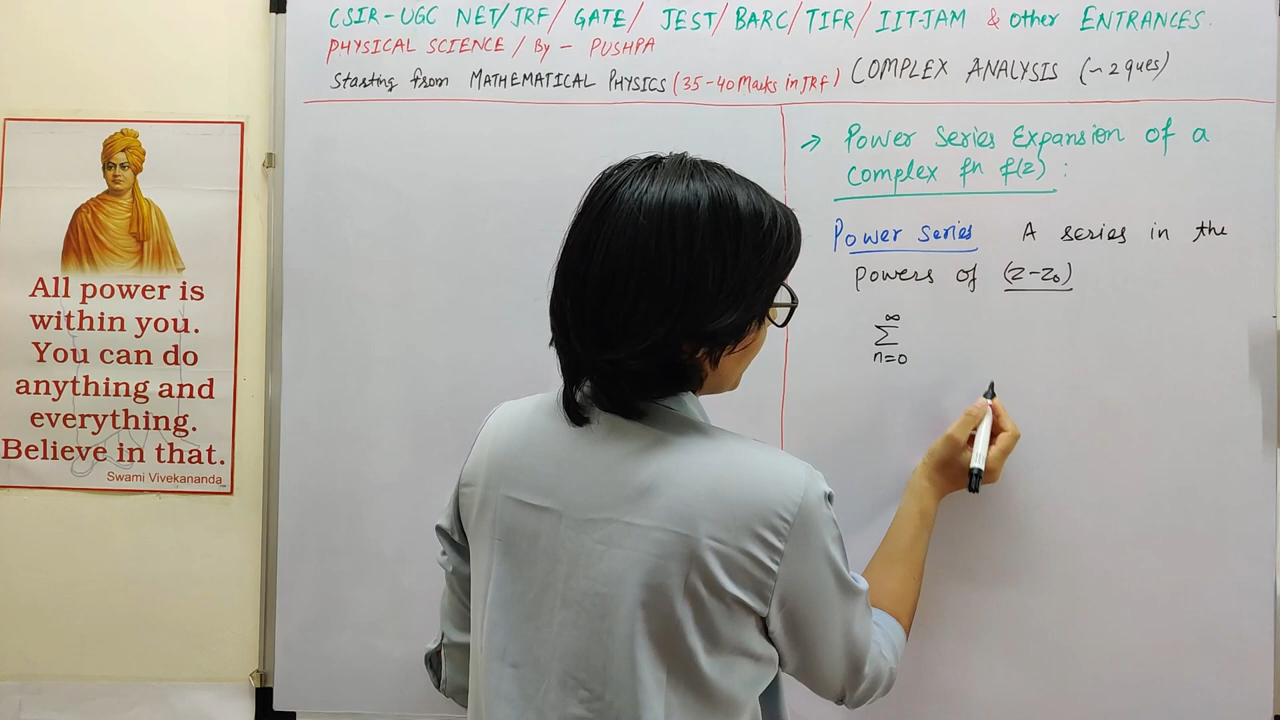 CSIR-UGC NET/JRF/ GATE/ JEST/BARC/TIFR/IIT-JAM & other ENTRANCES.
PHYSICAL SCIENCE / By - PUSHPA
Starting from MATHEMATICAL PHYSICS (35-40 Marks in JRF) COMPLEX ANALYSIS (~2 ques)
→ Power Series Expansion of a
complex fn f(z) :
Power series A series in the
powers of (z-z₀)
∞
Σ
n=0
All power is
within you.
You can do
anything and
everything.
Believe in that.
Swami Vivekananda